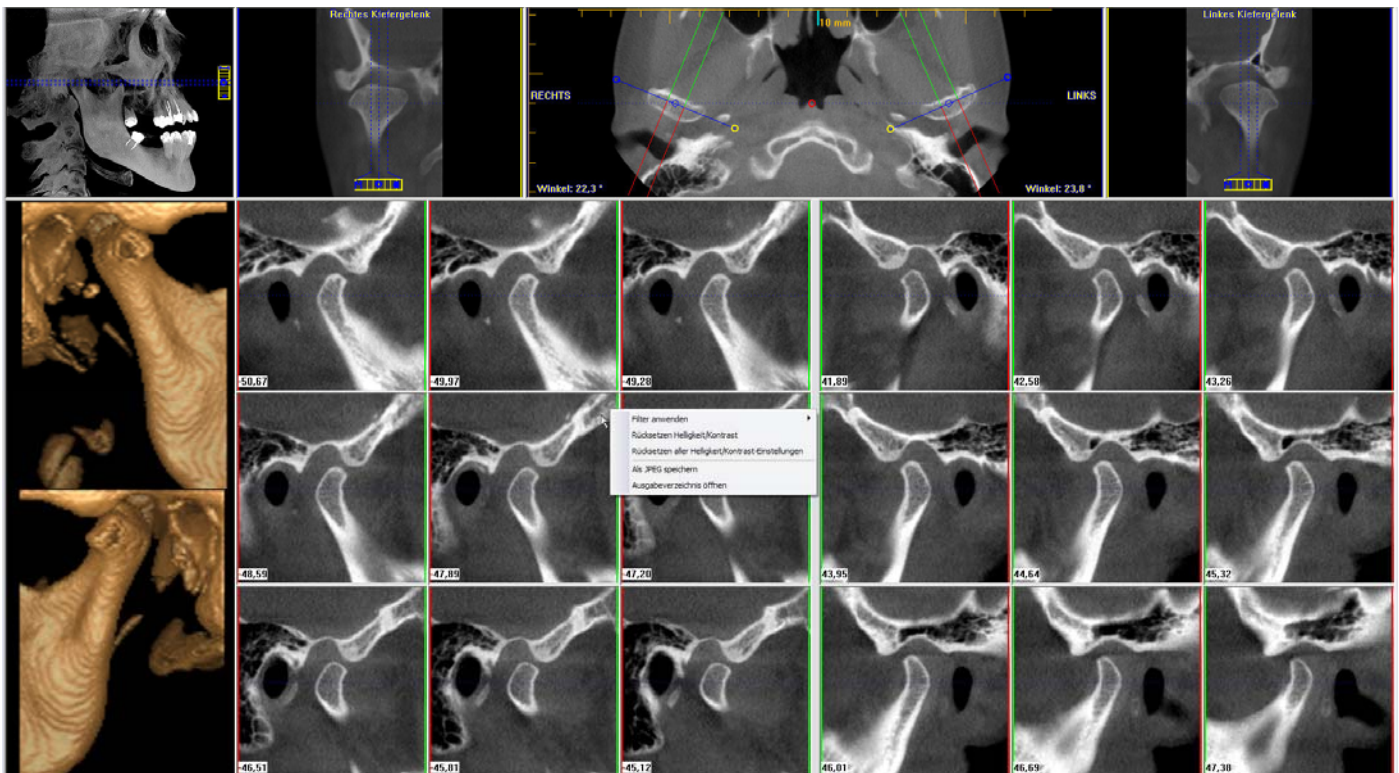 Rechtes Kiefergelenk
10 mm
Linkes Kiefergelenk
RECHTS
LINKS
Winkel: 22,3 °
Winkel: 23,8 °
-50,67
-49,97
-49,28
41,89
42,58
43,26
Filter anwenden
Rücksetzen Helligkeit/Kontrast
Rücksetzen aller Helligkeit/Kontrast-Einstellungen
Als JPEG speichern
Ausgabeverzeichnis öffnen
-48,59
-47,89
-47,20
43,95
44,64
45,32
-46,51
-45,81
-45,12
46,01
46,69
47,38